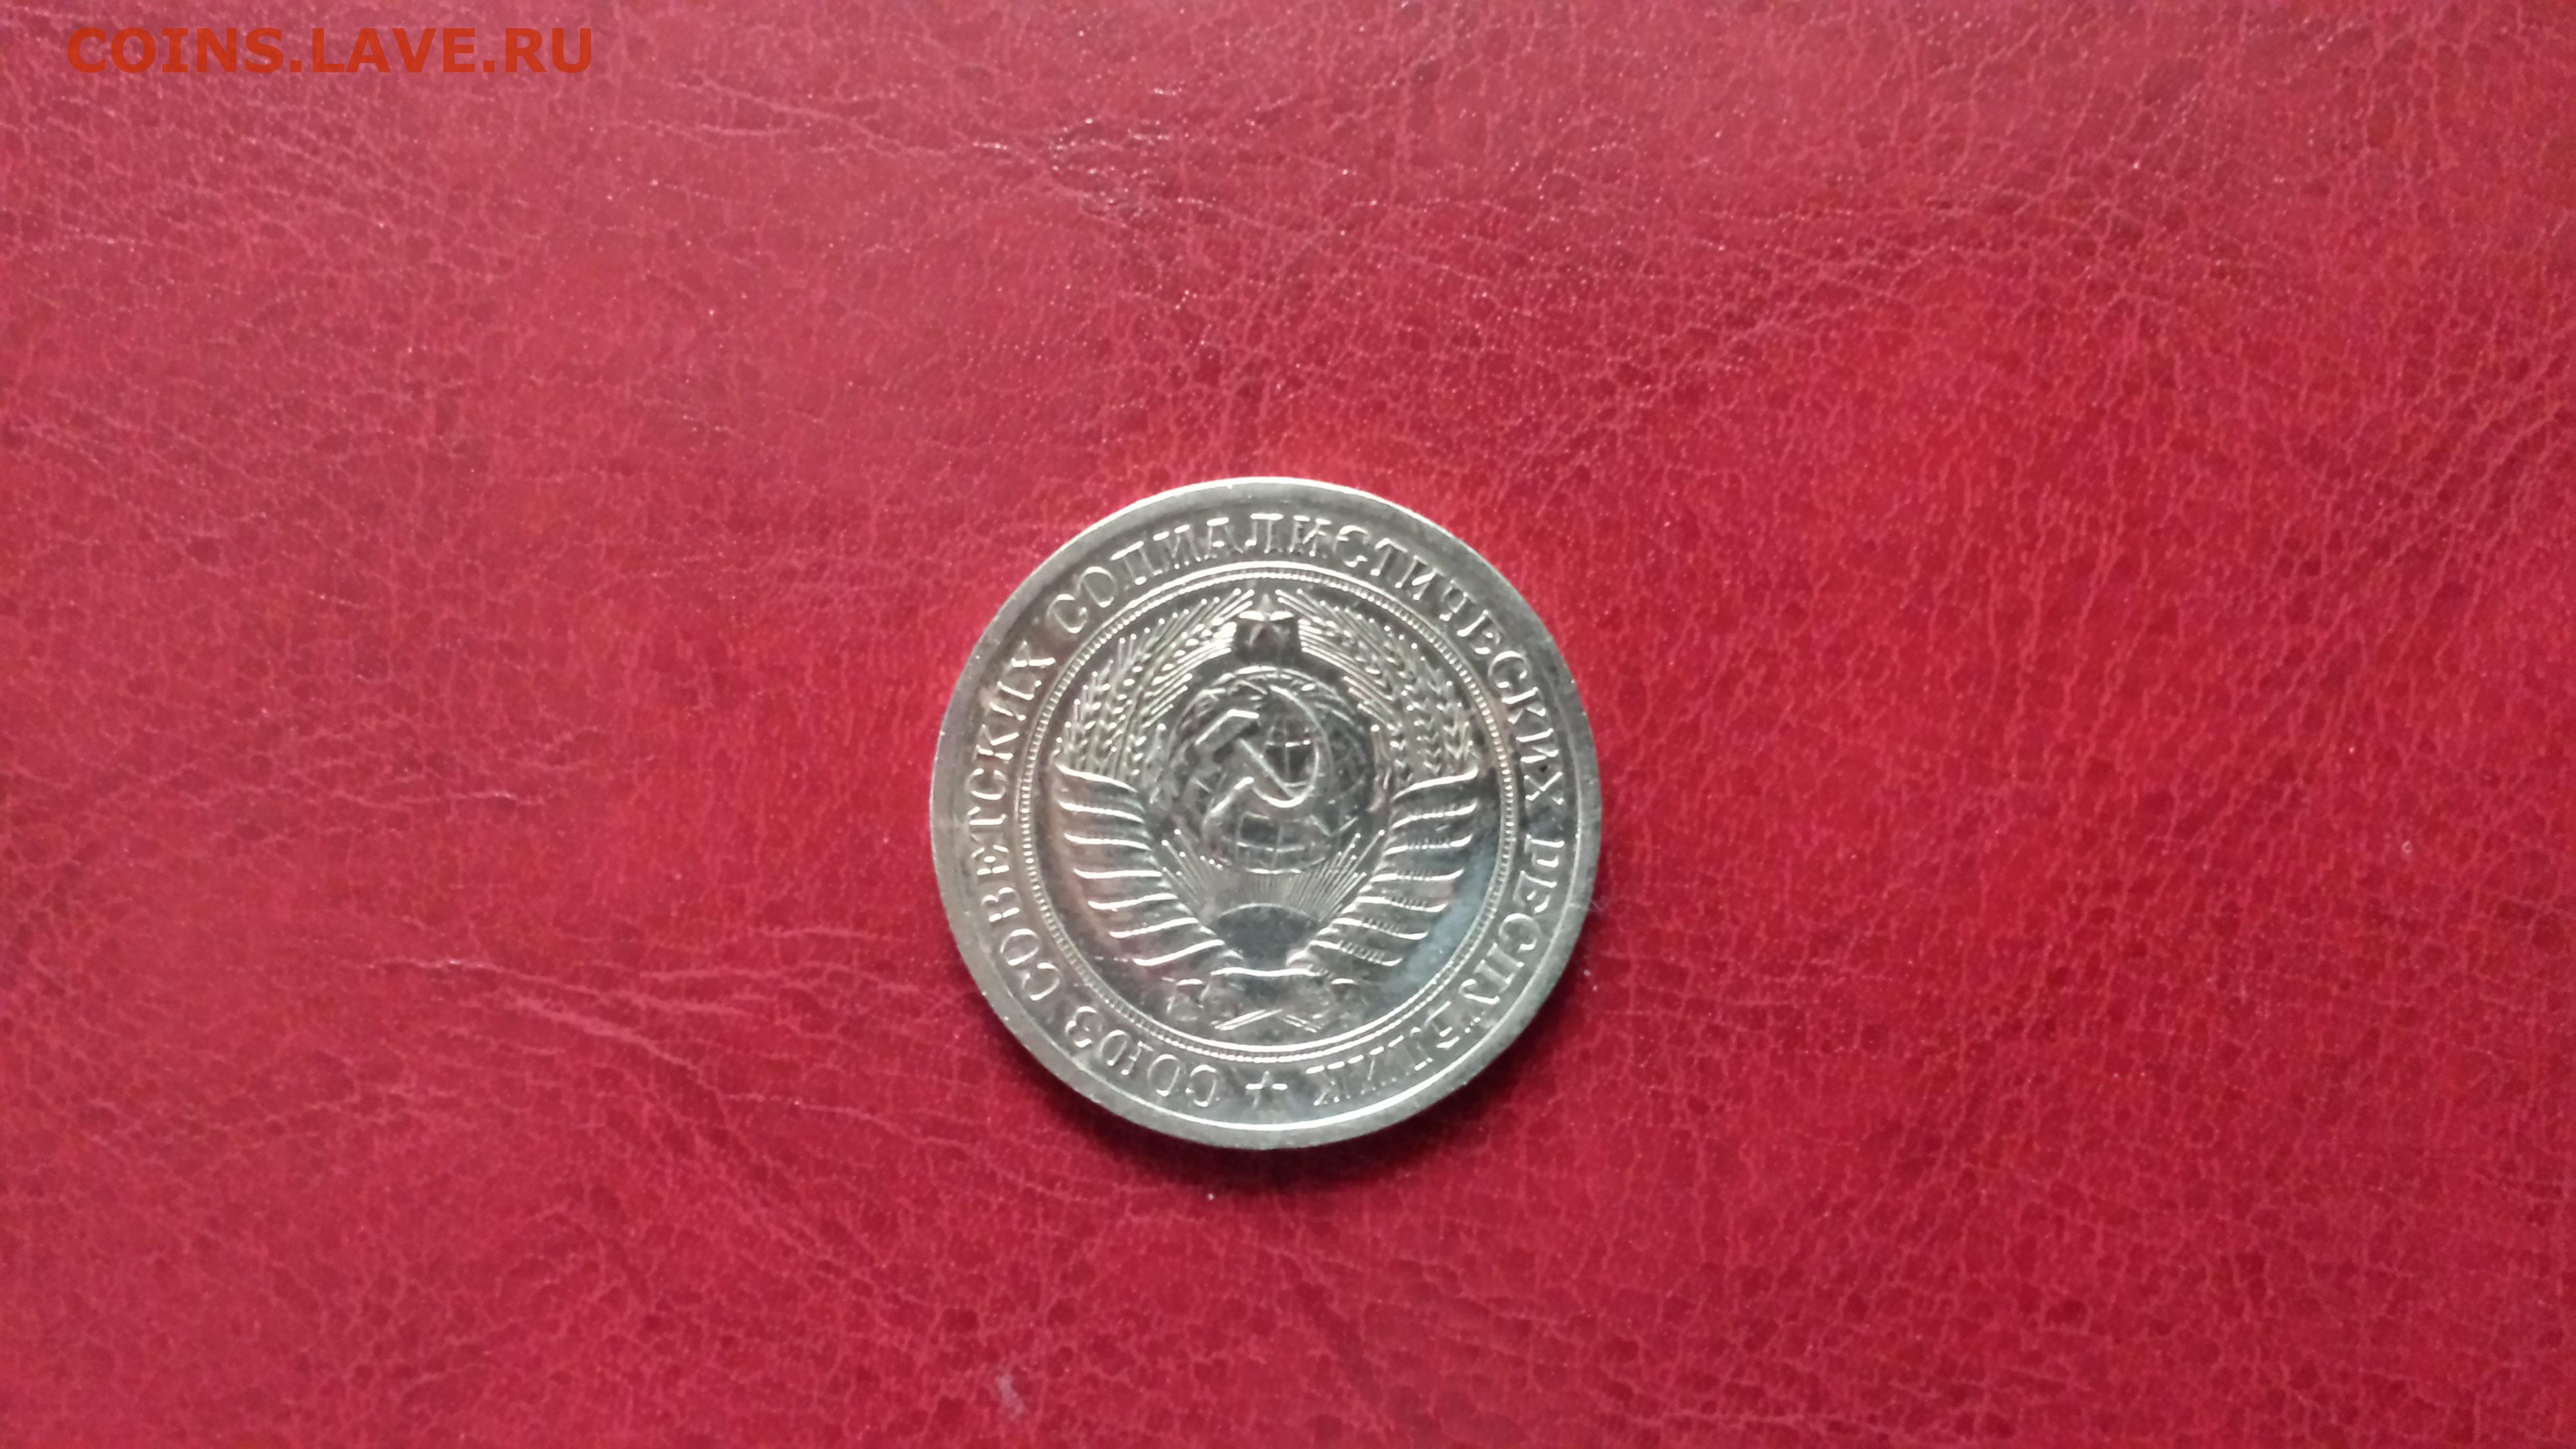 COINS.LAVE.RU
СОЮЗ СОВЕТСКИХ СОЦИАЛИСТИЧЕСКИХ РЕСПУБЛИК